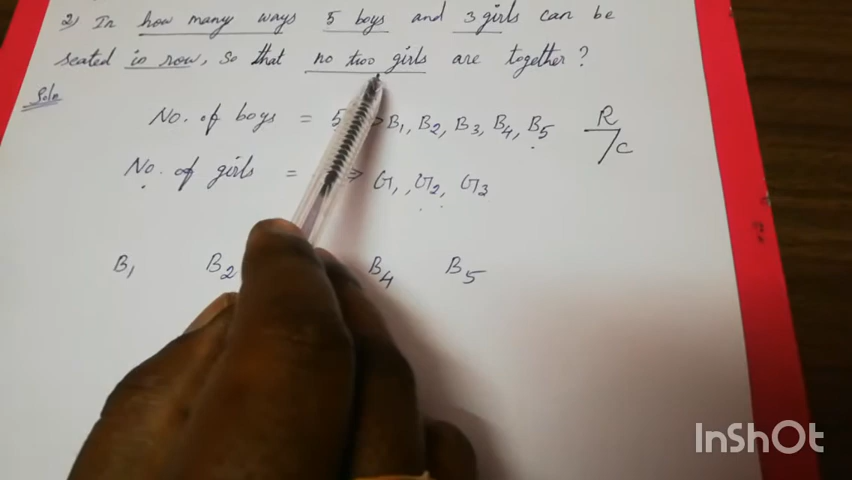 2) In how many ways 5 boys and 3 girls can be
seated in row, so that no two girls are together?
Soln
No. of boys = 5 B1, B2, B3, B4, B5
R/C
No. of girls = ⇒ G1, G2, G3
B1 B2 B4 B5
InShOt